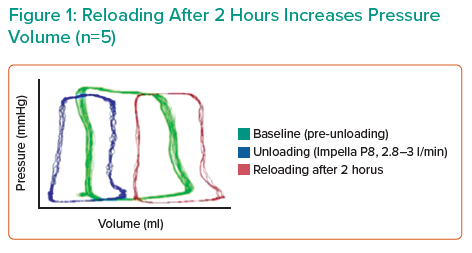 Figure 1: Reloading After 2 Hours Increases Pressure
Volume (n=5)
Pressure (mmHg)
Baseline (pre-unloading)
Unloading (Impella P8, 2.8–3 l/min)
Reloading after 2 horus
Volume (ml)